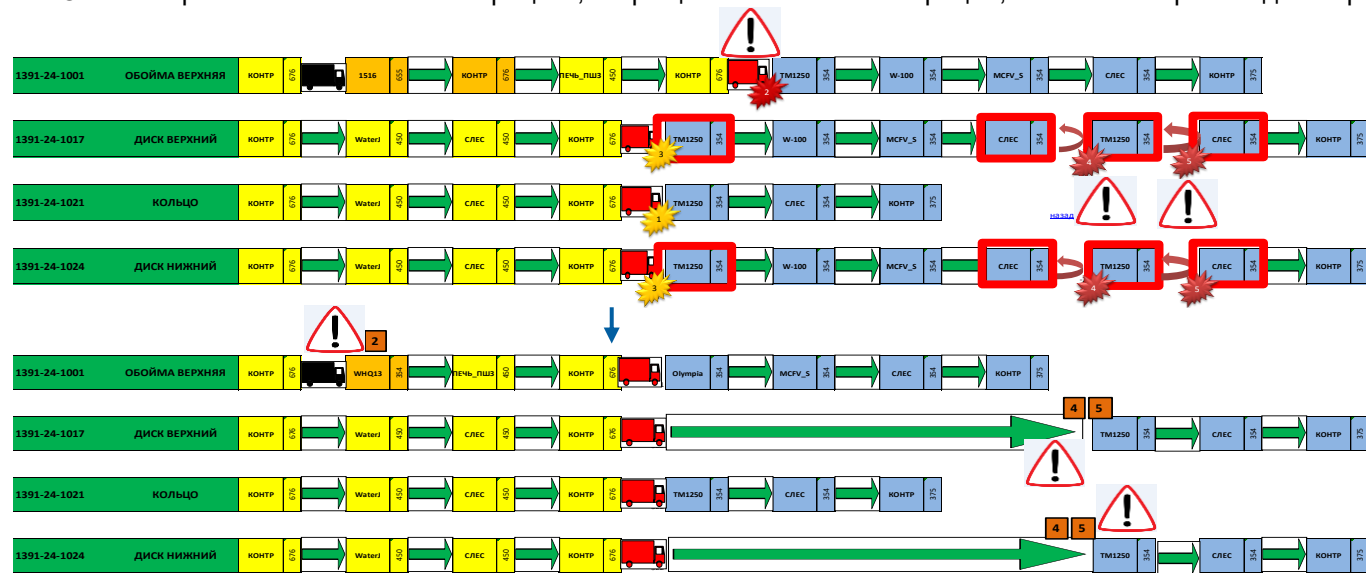 1391-24-1001 ОБОЙМА ВЕРХНЯЯ КОНТР 676 1516 655 КОНТР 676 ПЕЧЬ_ПШЗ 450 КОНТР 676 2 ТМ1250 354 W-100 354 MCFV_S 354 СЛЕС 354 КОНТР 375
1391-24-1017 ДИСК ВЕРХНИЙ КОНТР 676 WaterJ 450 СЛЕС 450 КОНТР 676 3 ТМ1250 354 W-100 354 MCFV_S 354 СЛЕС 354 4 ТМ1250 354 5 СЛЕС 354 КОНТР 375
1391-24-1021 КОЛЬЦО КОНТР 676 WaterJ 450 СЛЕС 450 КОНТР 676 1 ТМ1250 354 СЛЕС 354 КОНТР 375
назад
1391-24-1024 ДИСК НИЖНИЙ КОНТР 676 WaterJ 450 СЛЕС 450 КОНТР 676 3 ТМ1250 354 W-100 354 MCFV_S 354 СЛЕС 354 4 ТМ1250 354 5 СЛЕС 354 КОНТР 375
2
1391-24-1001 ОБОЙМА ВЕРХНЯЯ КОНТР 676 WHQ13 354 ПЕЧЬ_ПШЗ 450 КОНТР 676 Olympia 354 MCFV_S 354 СЛЕС 354 КОНТР 375
4 5
1391-24-1017 ДИСК ВЕРХНИЙ КОНТР 676 WaterJ 450 СЛЕС 450 КОНТР 676 ТМ1250 354 СЛЕС 354 КОНТР 375
1391-24-1021 КОЛЬЦО КОНТР 676 WaterJ 450 СЛЕС 450 КОНТР 676 ТМ1250 354 СЛЕС 354 КОНТР 375
4 5
1391-24-1024 ДИСК НИЖНИЙ КОНТР 676 WaterJ 450 СЛЕС 450 КОНТР 676 ТМ1250 354 СЛЕС 354 КОНТР 375